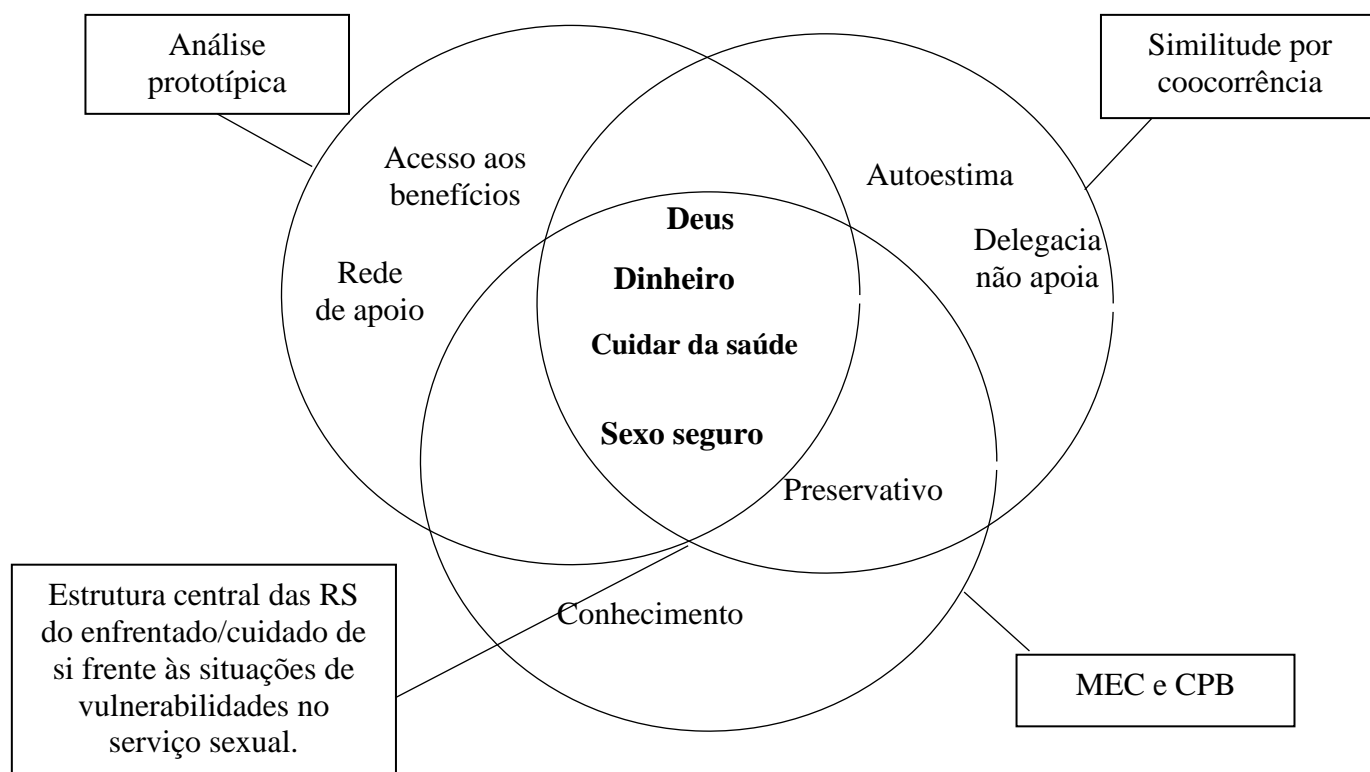 Análise
prototípica
Similitude por
coocorrência
Acesso aos
benefícios
Autoestima
Deus
Delegacia
não apoia
Rede
de apoio
Dinheiro
Cuidar da saúde
Sexo seguro
Preservativo
Estrutura central das RS
do enfrentado/cuidado de
si frente às situações de
vulnerabilidades no
serviço sexual.
Conhecimento
MEC e CPB